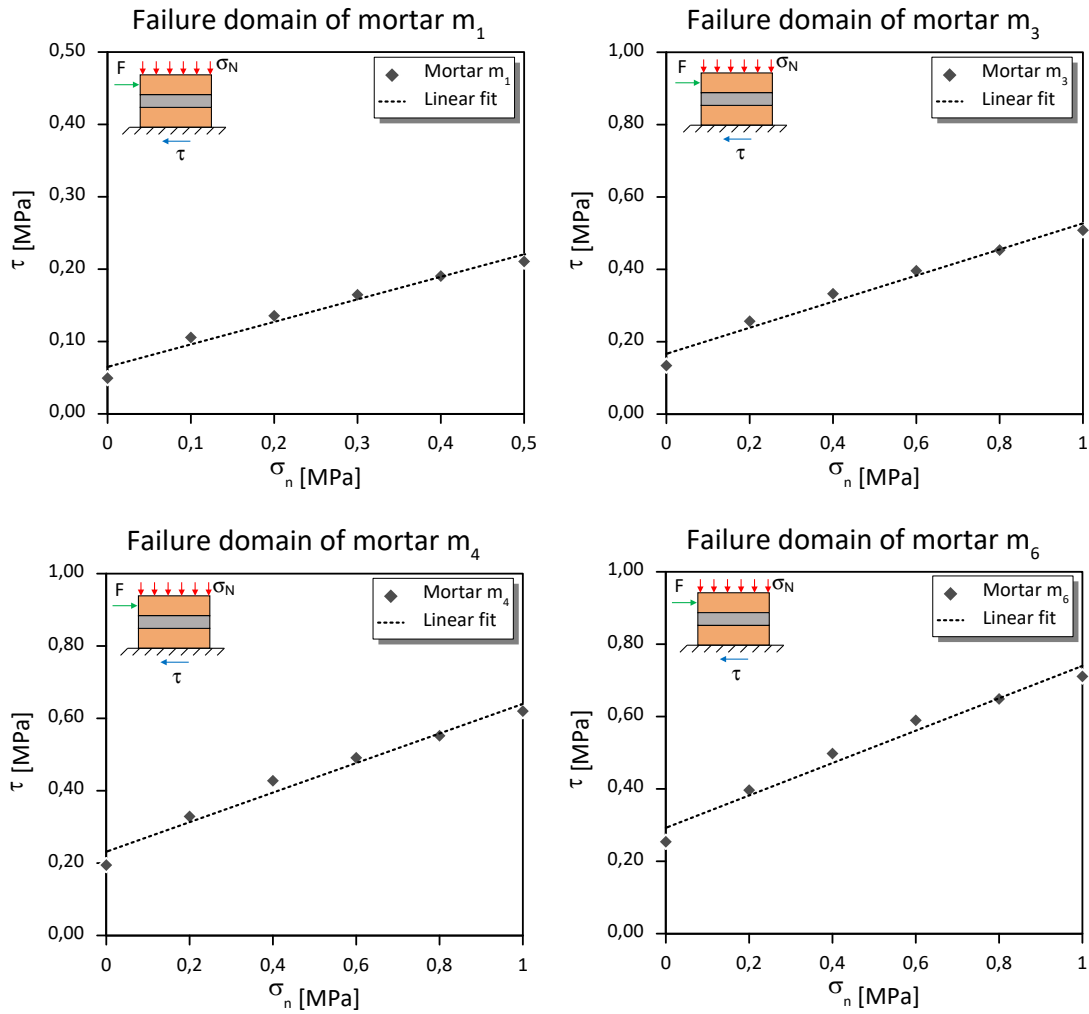 Failure domain of mortar m₁
0,50
0,40
0,30
0,20
0,10
0,00
τ [MPa]
F
σN
τ
Mortar m₁
Linear fit
0 0,1 0,2 0,3 0,4 0,5
σₙ [MPa]
Failure domain of mortar m₃
1,00
0,80
0,60
0,40
0,20
0,00
τ [MPa]
F
σN
τ
Mortar m₃
Linear fit
0 0,2 0,4 0,6 0,8 1
σₙ [MPa]
Failure domain of mortar m₄
1,00
0,80
0,60
0,40
0,20
0,00
τ [MPa]
F
σN
τ
Mortar m₄
Linear fit
0 0,2 0,4 0,6 0,8 1
σₙ [MPa]
Failure domain of mortar m₆
1,00
0,80
0,60
0,40
0,20
0,00
τ [MPa]
F
σN
τ
Mortar m₆
Linear fit
0 0,2 0,4 0,6 0,8 1
σₙ [MPa]